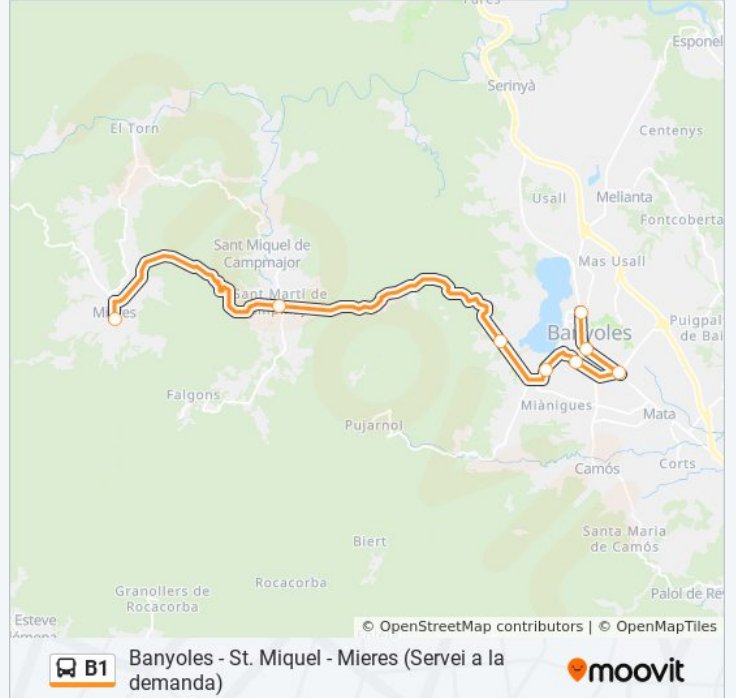 Parés
Esponel
Serinyà
El Torn
Centenys
Usall
Melianta
Fontcoberta
Sant Miquel de
Campmajor
Mas Usall
Sant Martí de
Mieres
Banyoles
Puigpal
de Bai
Falgons
Miànigues
Mata
Pujarnol
Camós
Corts
Santa Maria
de Camós
Biert
Rocacorba
Granollers de
Rocacorba
Palol de Re
Esteve
© OpenStreetMap contributors | © OpenMapTiles
B1
Banyoles - St. Miquel - Mieres (Servei a la
demanda)
moovit